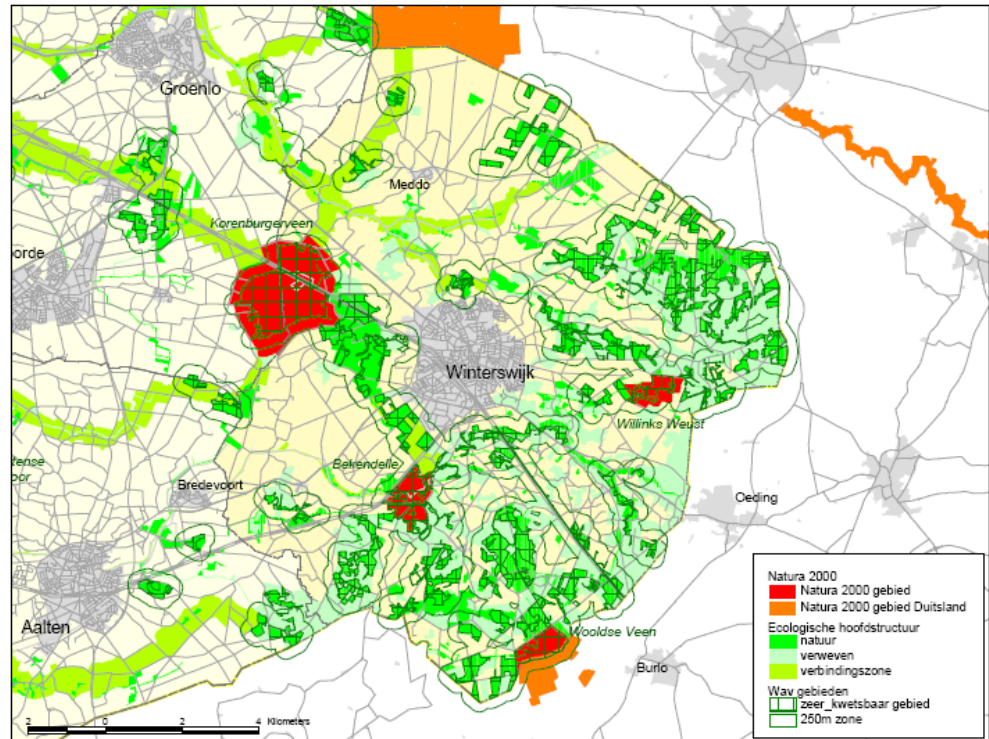 Groenlo
Meddo
Korenburgerveen
orde
Winterswijk
Willinks Weust
Bekendelle
tense
oor
Bredevoort
Oeding
Aalten
Wooldse Veen
Burlo
2 0 2 4 Kilometers
Natura 2000
Natura 2000 gebied
Natura 2000 gebied Duitsland
Ecologische hoofdstructuur
natuur
verweven
verbindingszone
Wav gebieden
zeer_kwetsbaar gebied
250m zone